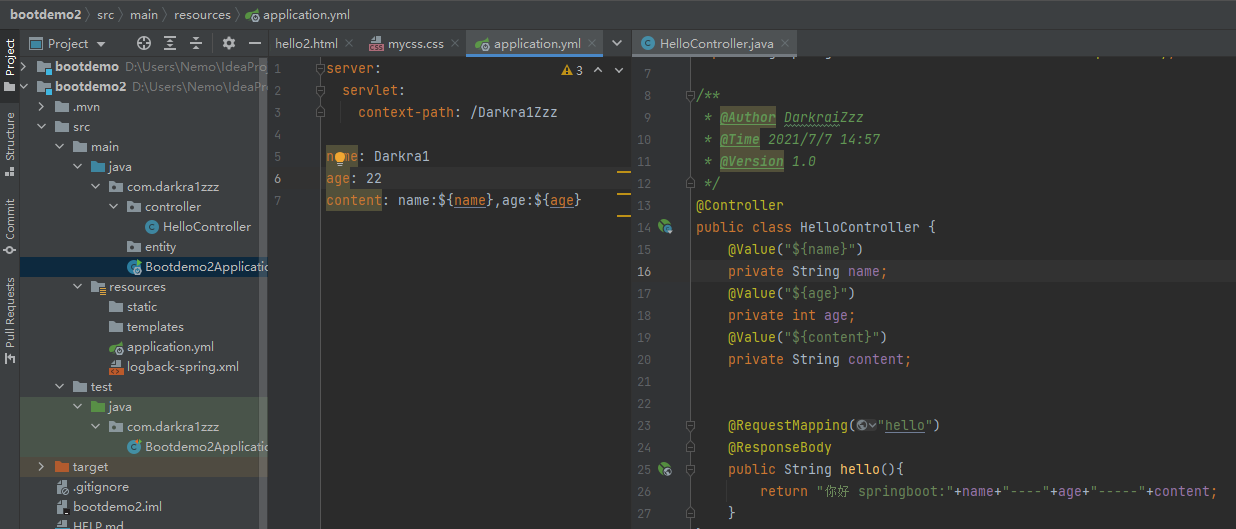 bootdemo2 src main resources application.yml
Project
hello2.html mycss.css application.yml HelloController.java
Project
Structure
Commit
Pull Requests
bootdemo D:\Users\Nemo\IdeaPro
bootdemo2 D:\Users\Nemo\IdeaP
.mvn
src
main
java
com.darkra1zzz
controller
HelloController
entity
Bootdemo2Applicatio
resources
static
templates
application.yml
logback-spring.xml
test
java
com.darkra1zzz
Bootdemo2Applicatio
target
.gitignore
bootdemo2.iml
HELP.md
3
1 server:
2 servlet:
3 context-path: /Darkra1Zzz
4
5 name: Darkra1
6 age: 22
7 content: name:${name},age:${age}
7
8 /**
9 * @Author DarkraiZzz
10 * @Time 2021/7/7 14:57
11 * @Version 1.0
12 */
13 @Controller
14 public class HelloController {
15 @Value("${name}")
16 private String name;
17 @Value("${age}")
18 private int age;
19 @Value("${content}")
20 private String content;
21
22
23 @RequestMapping("hello")
24 @ResponseBody
25 public String hello(){
26 return "你好 springboot:"+name+"----"+age+"-----"+content;
27 }